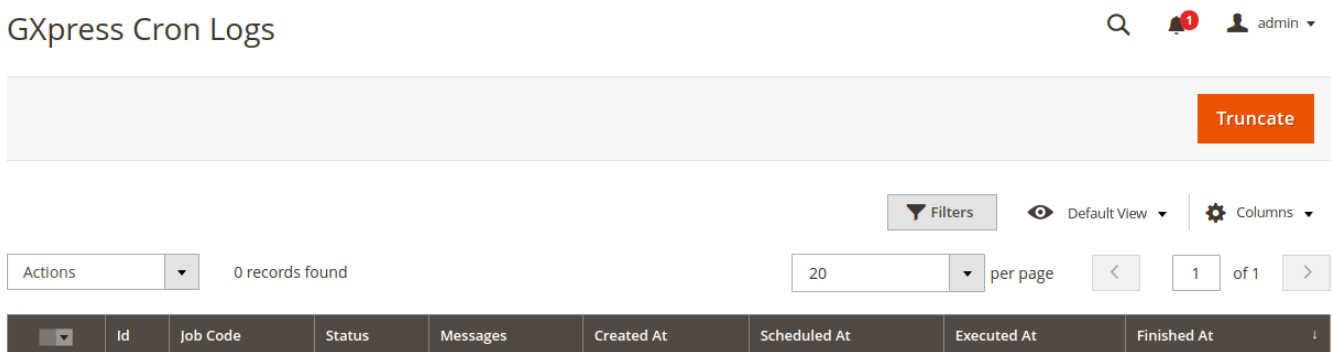 GXpress Cron Logs
1
admin
Truncate
Filters
Default View
Columns
Actions
0 records found
20
per page
1
of 1
Id
Job Code
Status
Messages
Created At
Scheduled At
Executed At
Finished At ↓